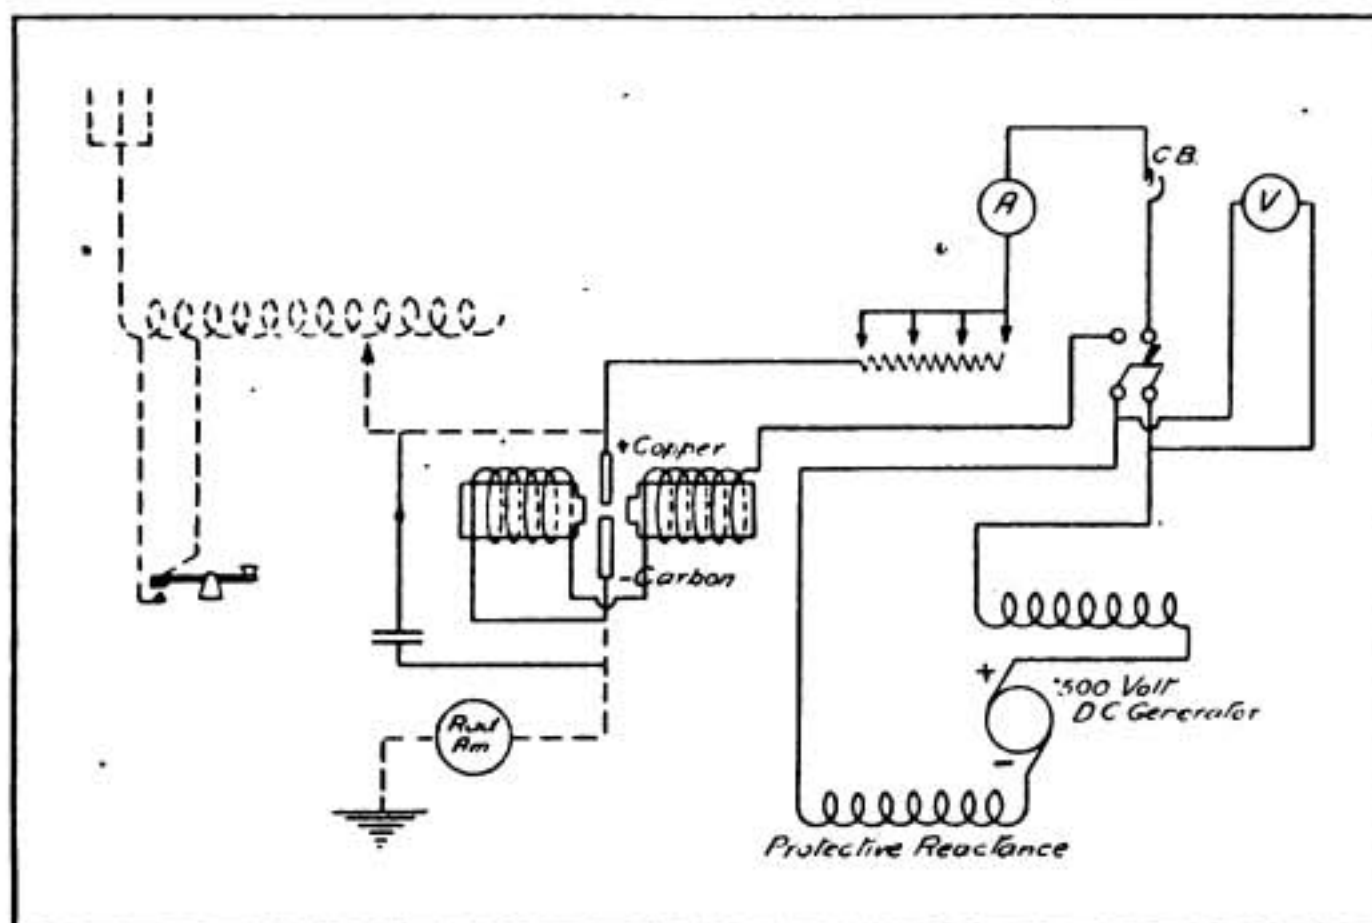 C.B.
A
V
+ Copper
- Carbon
+
500 Volt
DC Generator
-
Rad
Am
Protective Reactance